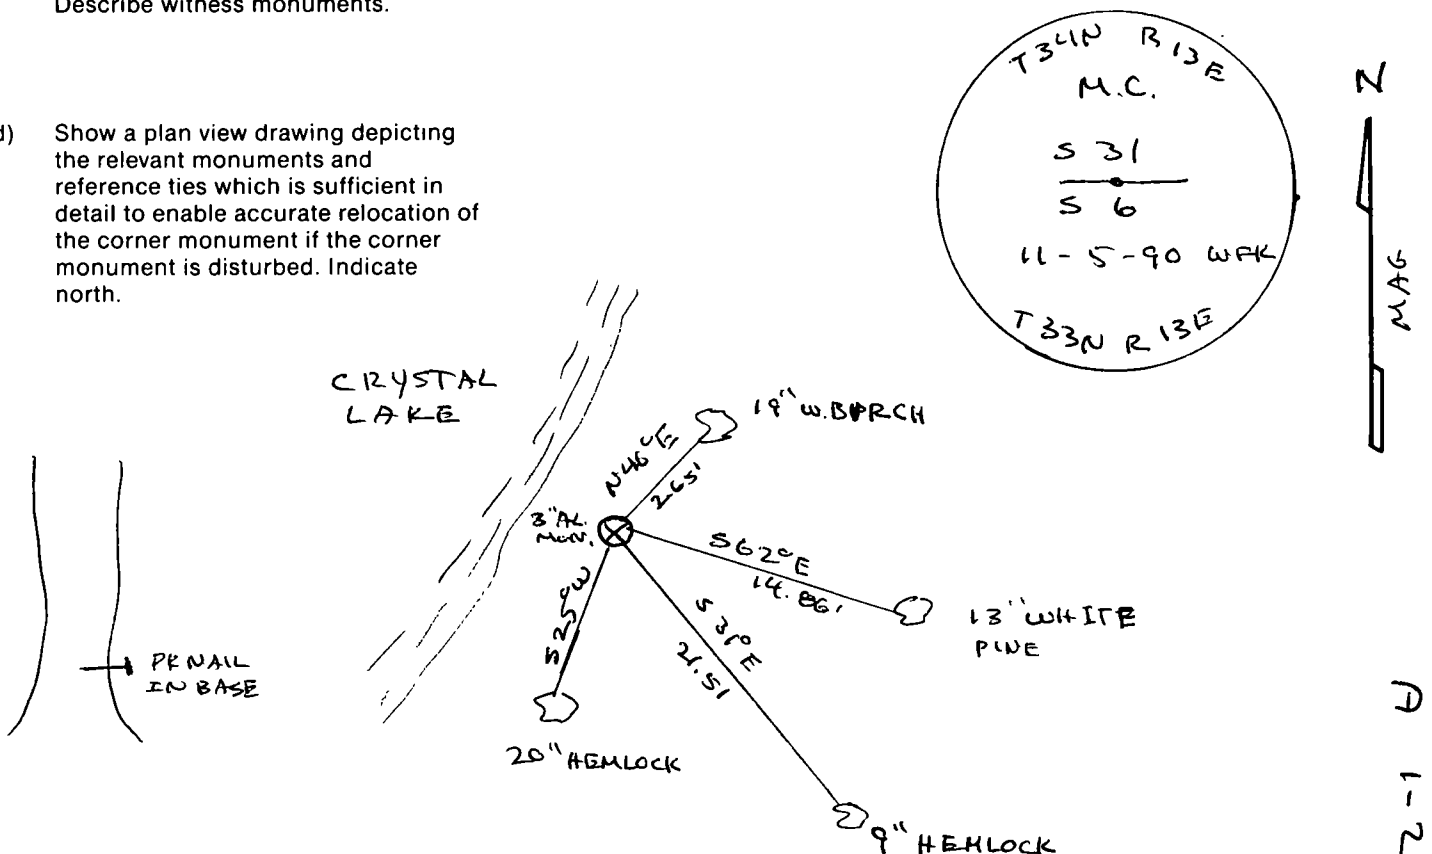 Describe witness monuments.
d) Show a plan view drawing depicting
the relevant monuments and
reference ties which is sufficient in
detail to enable accurate relocation of
the corner monument if the corner
monument is disturbed. Indicate
north.
T34N R13E
M.C.
S 31
S 6
11-5-90 WFK
T33N R13E
N
MAG
CRYSTAL
LAKE
19" W. BIRCH
N46°E
2.65'
3" AL.
MON.
S62°E
14.86'
13" WHITE
PINE
S25°W
S31°E
21.51
PK NAIL
IN BASE
20" HEMLOCK
9" HEMLOCK
2-1 D